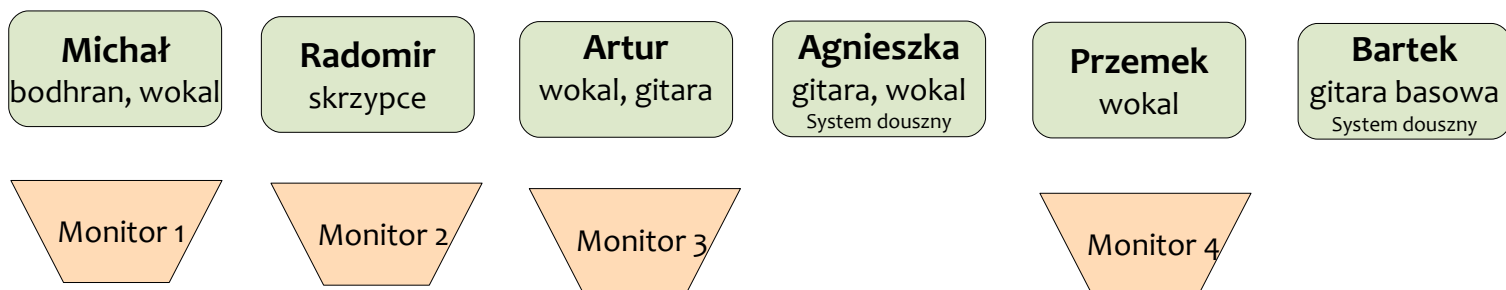 Michał
bodhran, wokal
Radomir
skrzypce
Artur
wokal, gitara
Agnieszka
gitara, wokal
System douszny
Przemek
wokal
Bartek
gitara basowa
System douszny
Monitor 1
Monitor 2
Monitor 3
Monitor 4